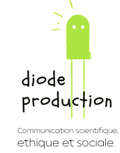 diode
production
Communication scientifique,
ethique et sociale